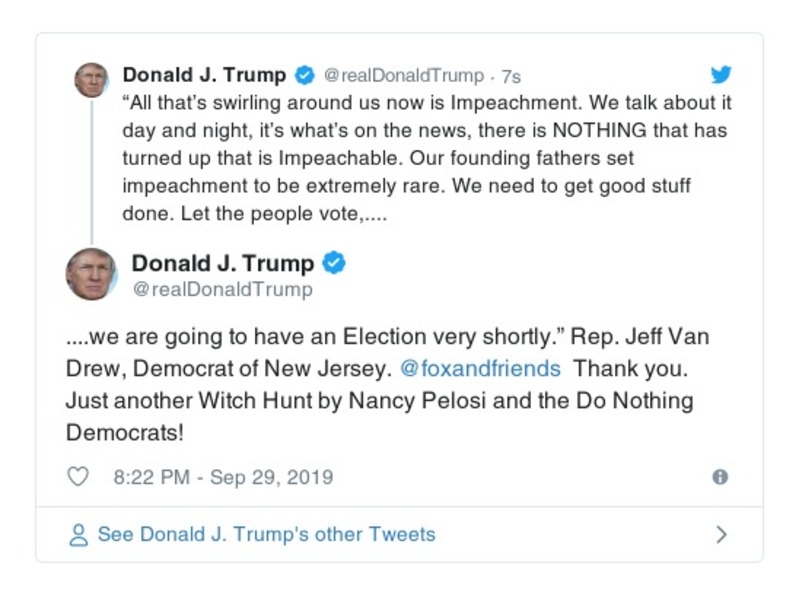 Donald J. Trump @realDonaldTrump · 7s
“All that’s swirling around us now is Impeachment. We talk about it
day and night, it’s what’s on the news, there is NOTHING that has
turned up that is Impeachable. Our founding fathers set
impeachment to be extremely rare. We need to get good stuff
done. Let the people vote,....
Donald J. Trump
@realDonaldTrump
....we are going to have an Election very shortly.” Rep. Jeff Van
Drew, Democrat of New Jersey. @foxandfriends Thank you.
Just another Witch Hunt by Nancy Pelosi and the Do Nothing
Democrats!
8:22 PM - Sep 29, 2019
See Donald J. Trump's other Tweets